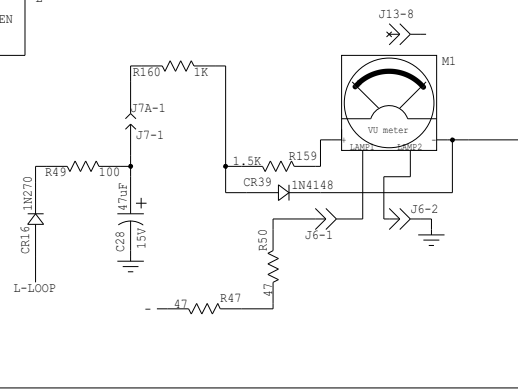 EN
J13-8
M1
R160
1K
J7A-1
J7-1
VU meter
+
-
LAMP1
LAMP2
1.5K
R159
R49
100
CR39
1N4148
1N270
47uF
+
CR16
C28
15V
R50
J6-1
J6-2
L-LOOP
47
-
47
R47